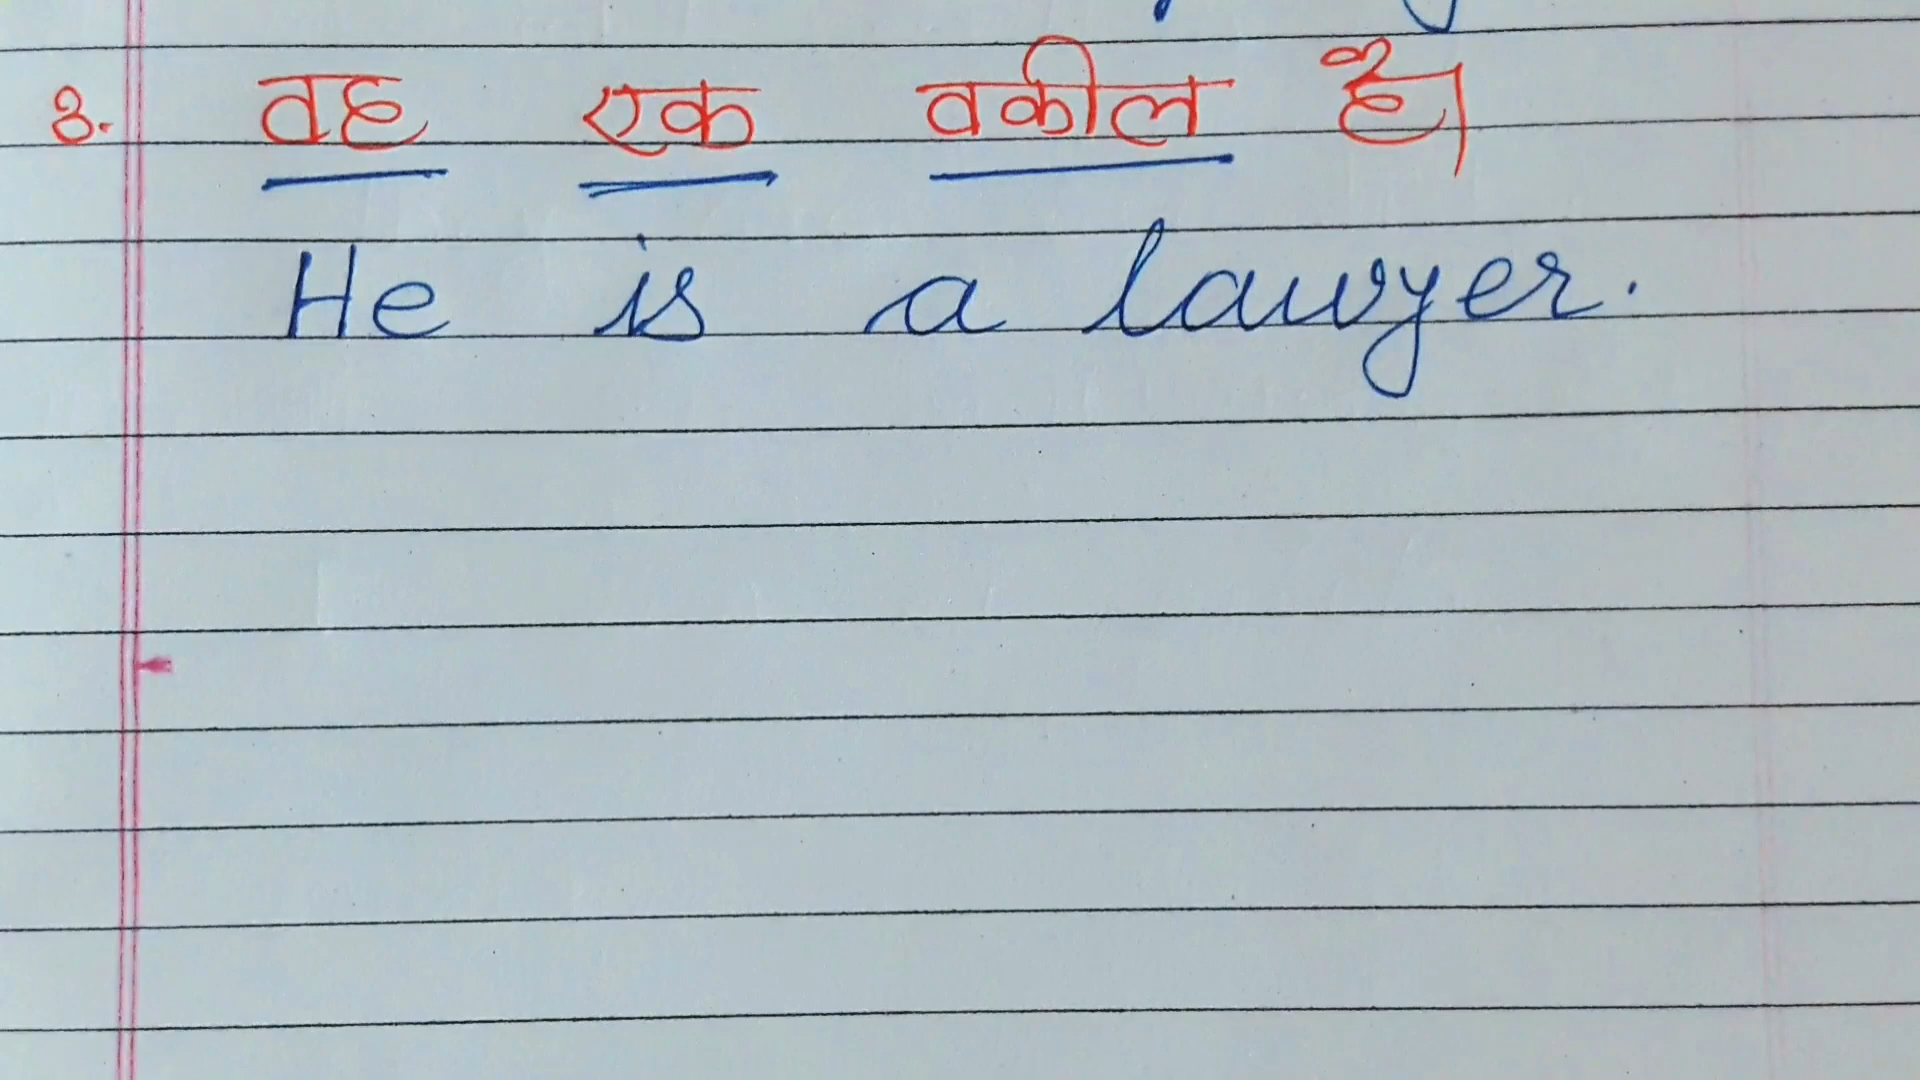 3. वह एक वकील है।
He is a lawyer.